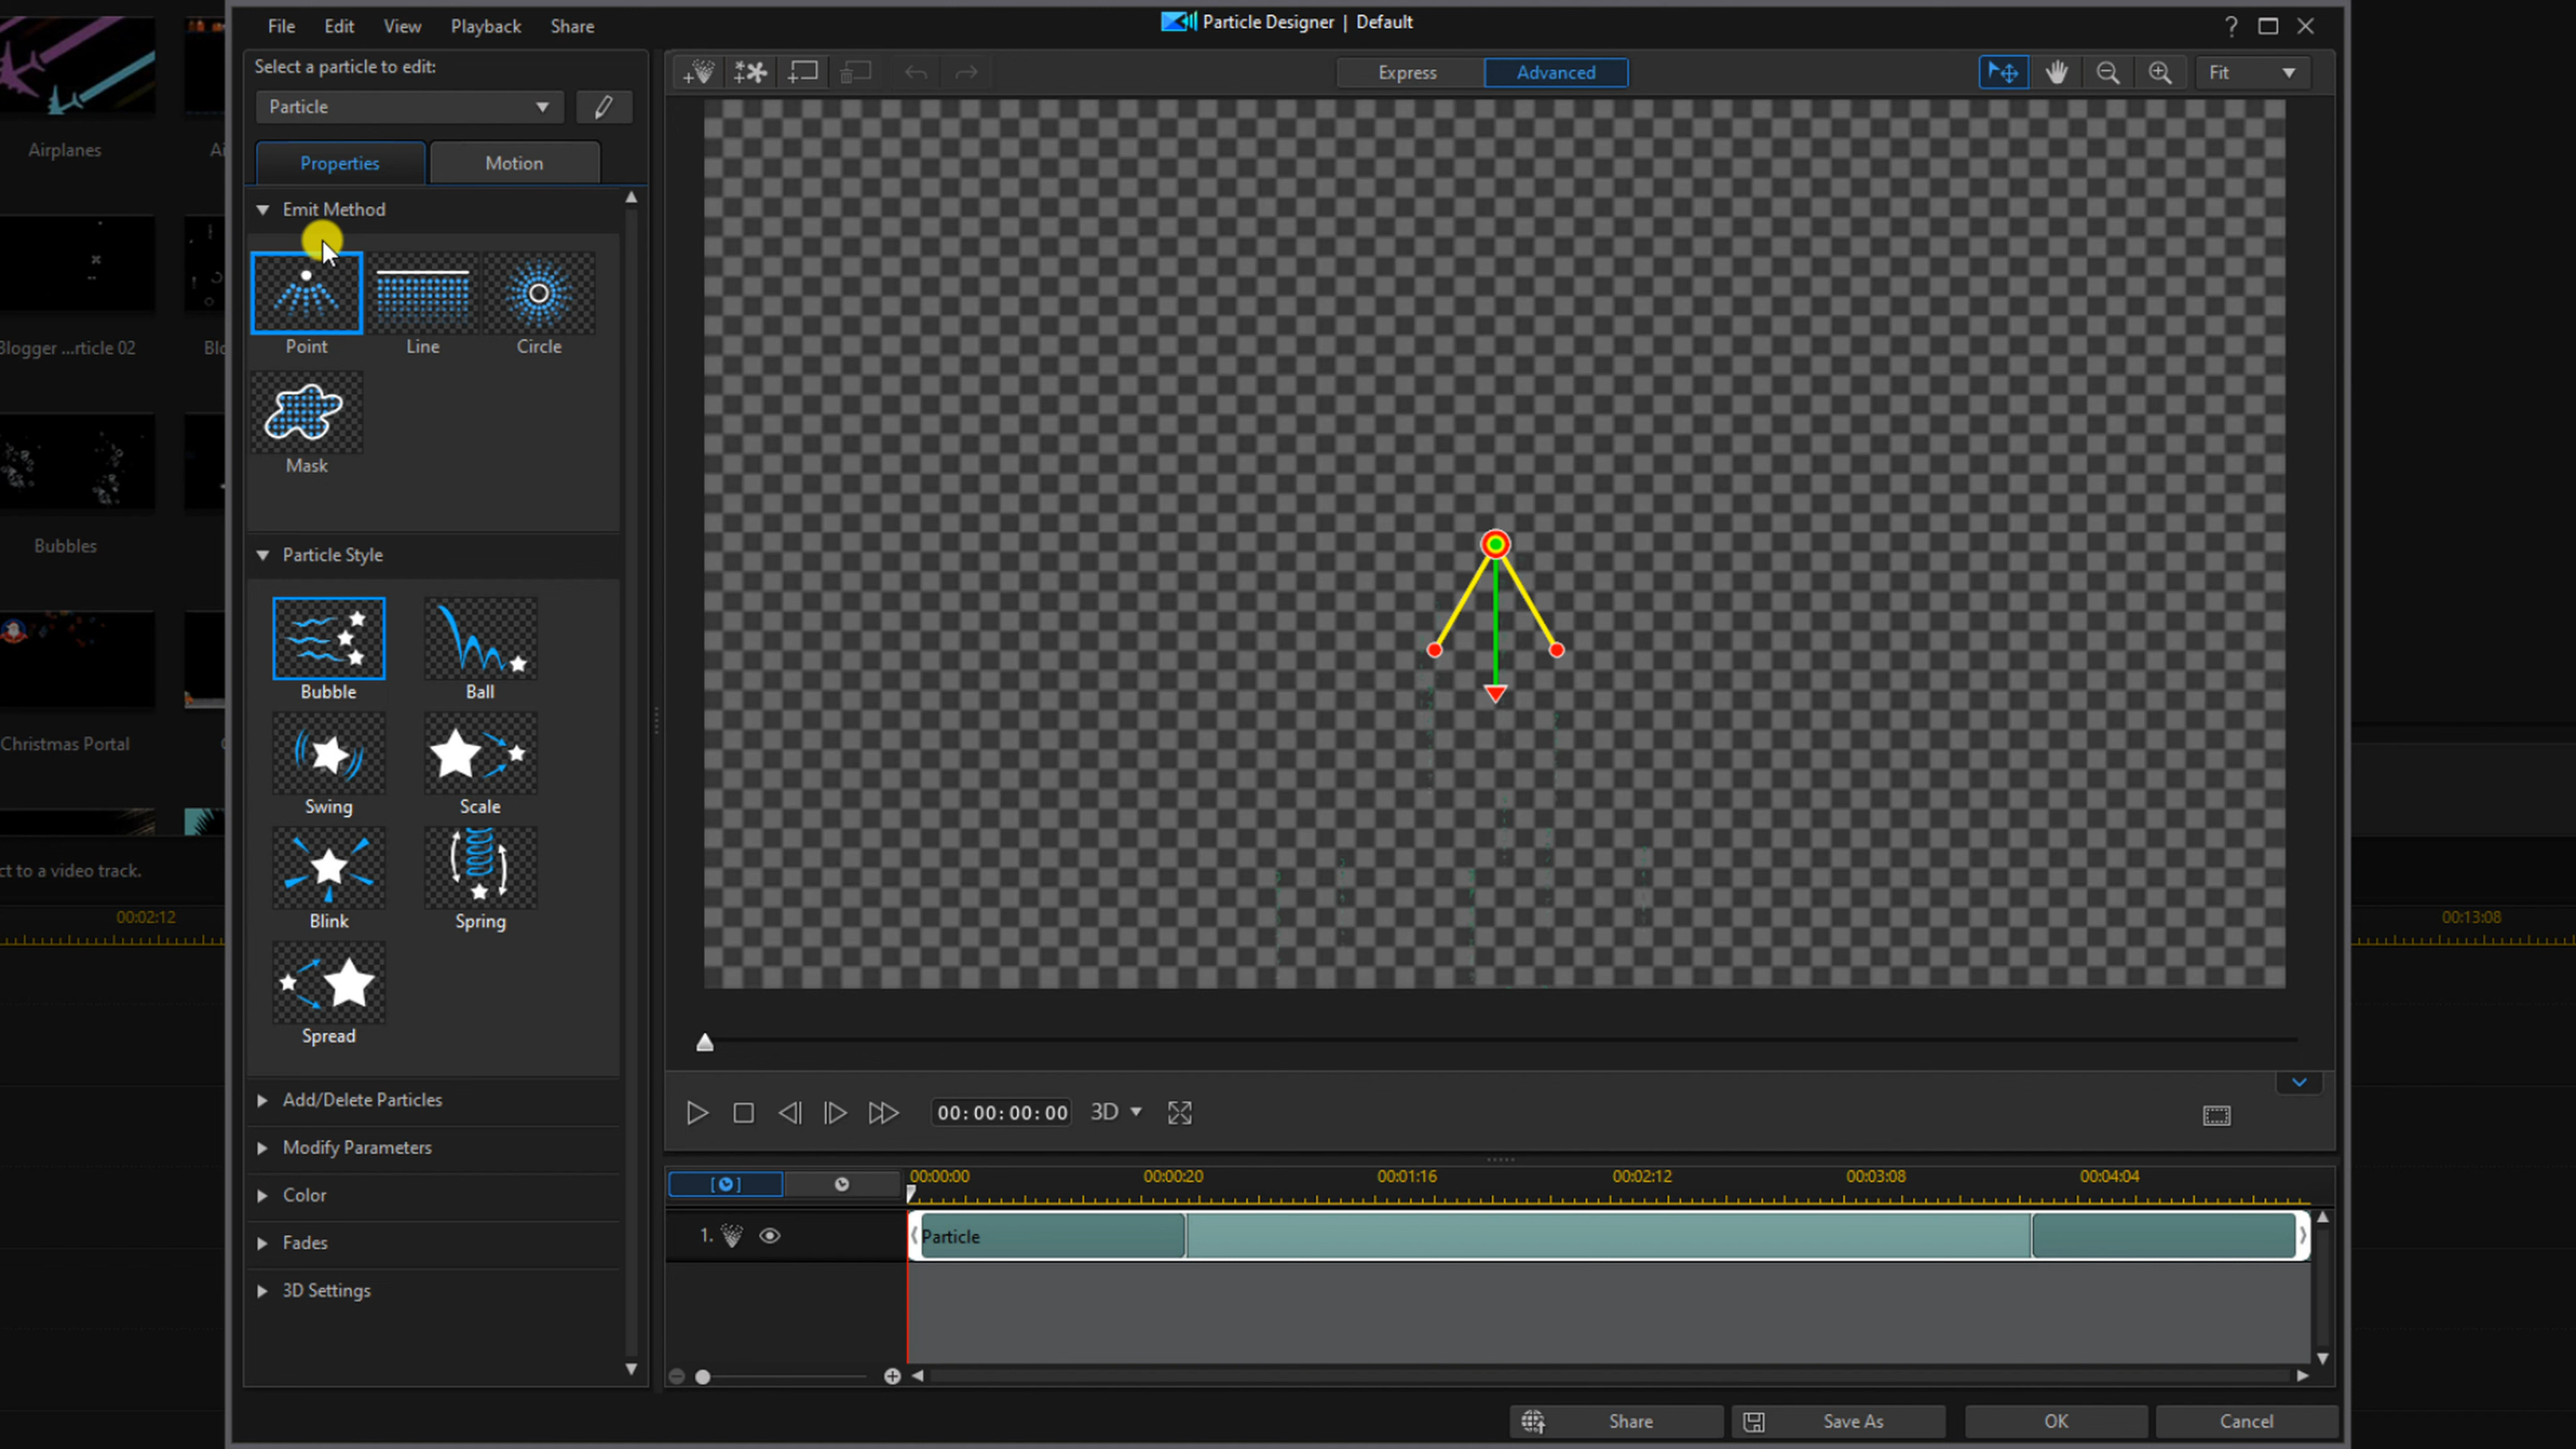 File Edit View Playback Share
Particle Designer | Default
?
Select a particle to edit:
Particle
Express Advanced
Fit
Properties Motion
Emit Method
Point Line Circle
Mask
Particle Style
Bubble Ball
Swing Scale
Blink Spring
Spread
Add/Delete Particles
Modify Parameters
Color
Fades
3D Settings
00:00:00:00 3D
00:00:00 00:00:20 00:01:16 00:02:12 00:03:08 00:04:04
1. Particle
Share Save As OK Cancel
Airplanes
Ai
Blogger ...rticle 02
Blo
Bubbles
Christmas Portal
ct to a video track.
00:02:12
00:13:08